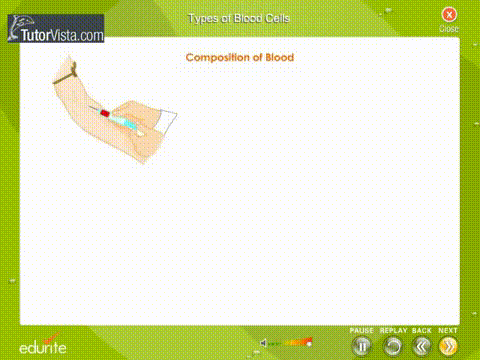 Types of Blood Cells
TutorVista.com
Close
Composition of Blood
PAUSE REPLAY BACK NEXT
edurite